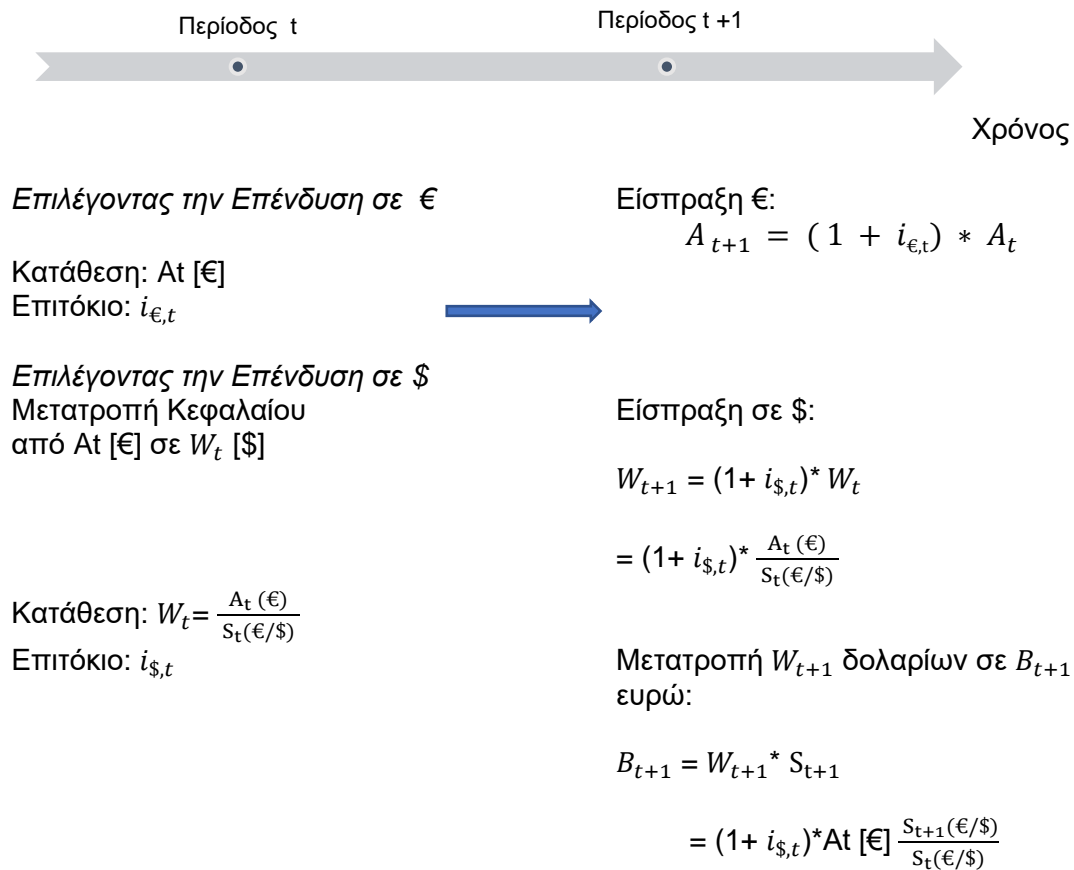 Περίοδος t
Περίοδος t +1
Χρόνος
Επιλέγοντας την Επένδυση σε €
Κατάθεση: At [€]
Επιτόκιο: i_{€,t}
Είσπραξη €:
A_{t+1} = ( 1 + i_{€,t}) ∗ A_t
Επιλέγοντας την Επένδυση σε $
Μετατροπή Κεφαλαίου
από At [€] σε W_t [$]
Κατάθεση: W_t= \frac{A_t (€)}{S_t(€/$)}
Επιτόκιο: i_{$,t}
Είσπραξη σε $:
W_{t+1} = (1+ i_{$,t})* W_t
= (1+ i_{$,t})* \frac{A_t (€)}{S_t(€/$)}
Μετατροπή W_{t+1} δολαρίων σε B_{t+1}
ευρώ:
B_{t+1} = W_{t+1}* S_{t+1}
= (1+ i_{$,t})*At [€] \frac{S_{t+1}(€/$)}{S_t(€/$)}